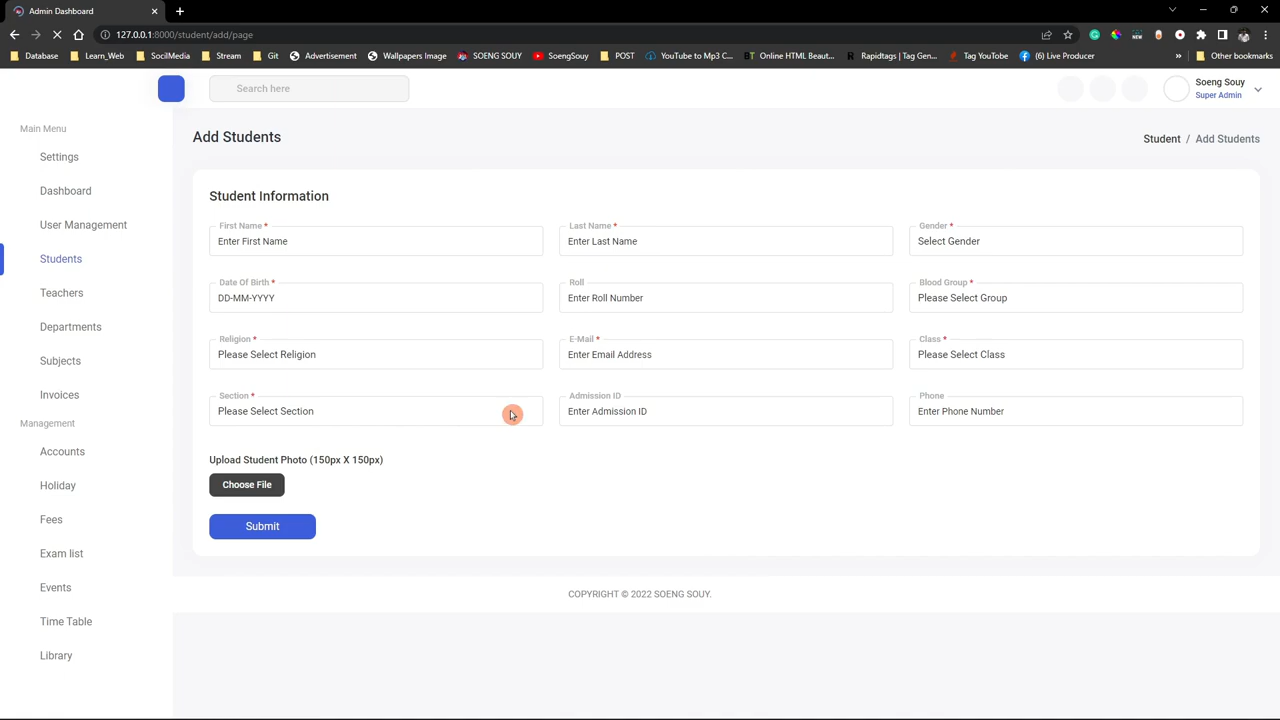 Admin Dashboard
127.0.0.1:8000/student/add/page
Database Learn_Web SocilMedia Stream Git Advertisement Wallpapers Image SOENG SOUY SoengSouy POST YouTube to Mp3 C... BT Online HTML Beaut... R Rapidtags | Tag Gen... Tag YouTube (6) Live Producer » Other bookmarks
Search here
Soeng Souy
Super Admin
Main Menu
Settings
Dashboard
User Management
Students
Teachers
Departments
Subjects
Invoices
Management
Accounts
Holiday
Fees
Exam list
Events
Time Table
Library
Add Students
Student / Add Students
Student Information
First Name *
Enter First Name
Last Name *
Enter Last Name
Gender *
Select Gender
Date Of Birth *
DD-MM-YYYY
Roll
Enter Roll Number
Blood Group *
Please Select Group
Religion *
Please Select Religion
E-Mail *
Enter Email Address
Class *
Please Select Class
Section *
Please Select Section
Admission ID
Enter Admission ID
Phone
Enter Phone Number
Upload Student Photo (150px X 150px)
Choose File
Submit
COPYRIGHT © 2022 SOENG SOUY.